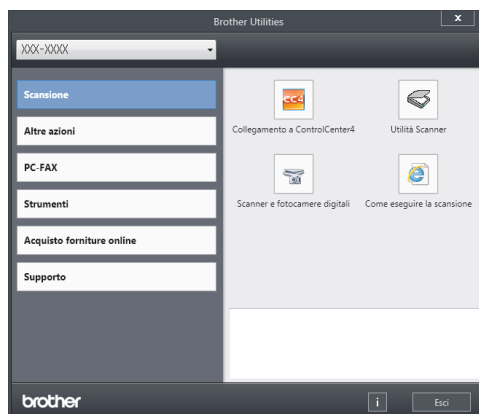 Brother Utilities
X
XXX-XXXX
Scansione
Altre azioni
PC-FAX
Strumenti
Acquisto forniture online
Supporto
CC4
Collegamento a ControlCenter4
Utilità Scanner
Scanner e fotocamere digitali
Come eseguire la scansione
brother
i
Esci